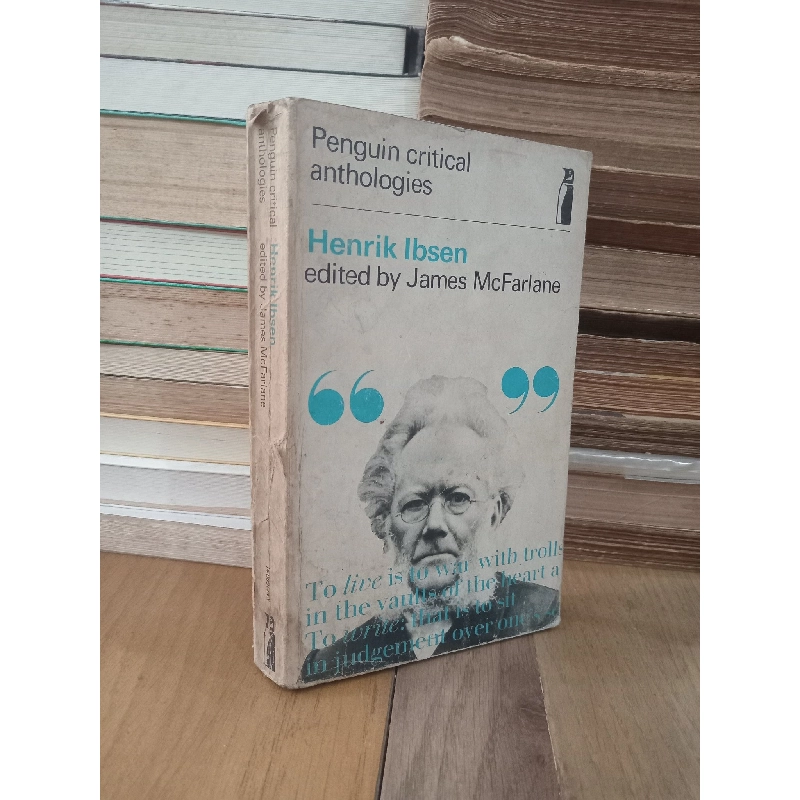 Penguin critical
anthologies
Henrik Ibsen
edited by James McFarlane
“ ”
To live is to war with trolls
in the vaults of the heart a
To write: that is to sit
in judgement over one's
Penguin critical
anthologies
Henrik Ibsen
edited by James McFarlane